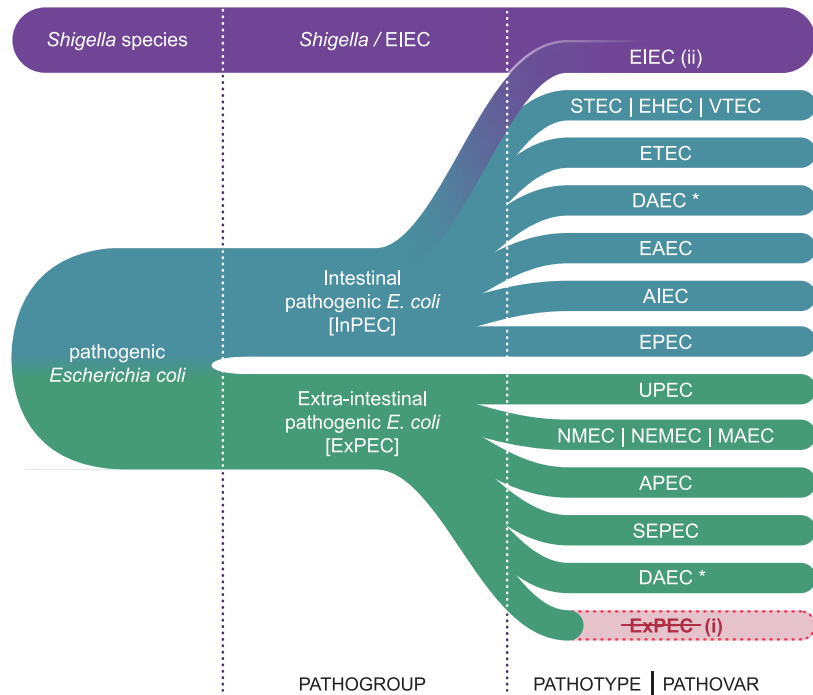 Shigella species
Shigella / EIEC
EIEC (ii)
STEC | EHEC | VTEC
ETEC
DAEC *
EAEC
AIEC
EPEC
Intestinal
pathogenic E. coli
[InPEC]
pathogenic
Escherichia coli
Extra-intestinal
pathogenic E. coli
[ExPEC]
UPEC
NMEC | NEMEC | MAEC
APEC
SEPEC
DAEC *
ExPEC (i)
PATHOGROUP
PATHOTYPE | PATHOVAR